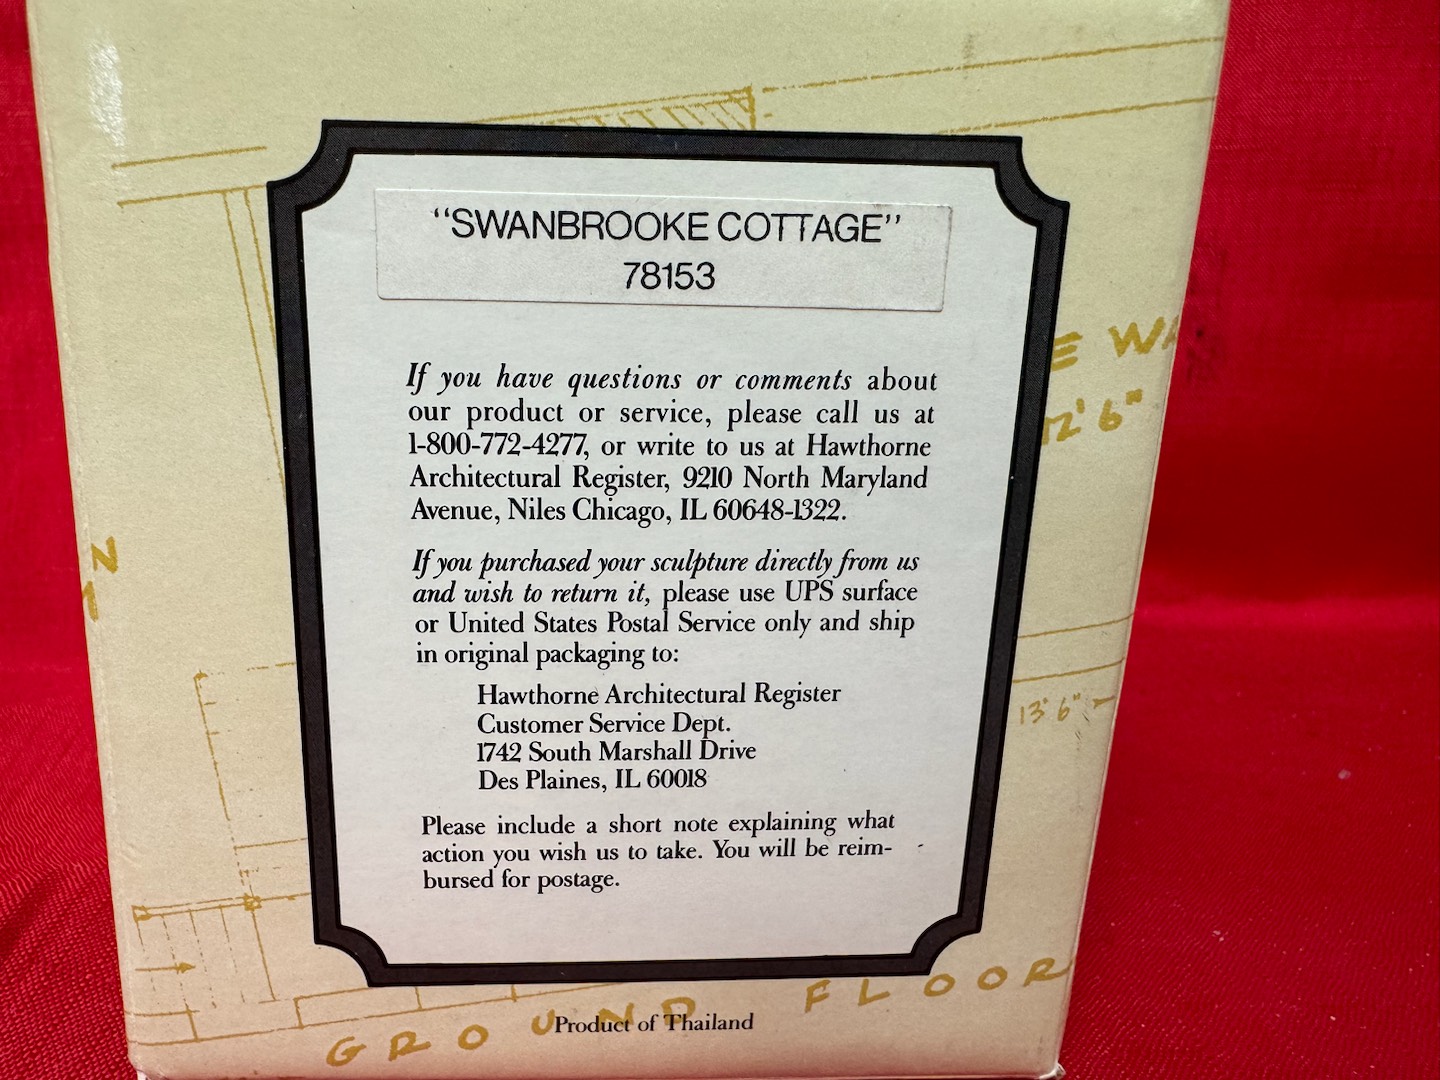 "SWANBROOKE COTTAGE"
78153
If you have questions or comments about
our product or service, please call us at
1-800-772-4277, or write to us at Hawthorne
Architectural Register, 9210 North Maryland
Avenue, Niles Chicago, IL 60648-1322.
If you purchased your sculpture directly from us
and wish to return it, please use UPS surface
or United States Postal Service only and ship
in original packaging to:
Hawthorne Architectural Register
Customer Service Dept.
1742 South Marshall Drive
Des Plaines, IL 60018
Please include a short note explaining what
action you wish us to take. You will be reim-
bursed for postage.
13' 6"
GROUND FLOOR
Product of Thailand